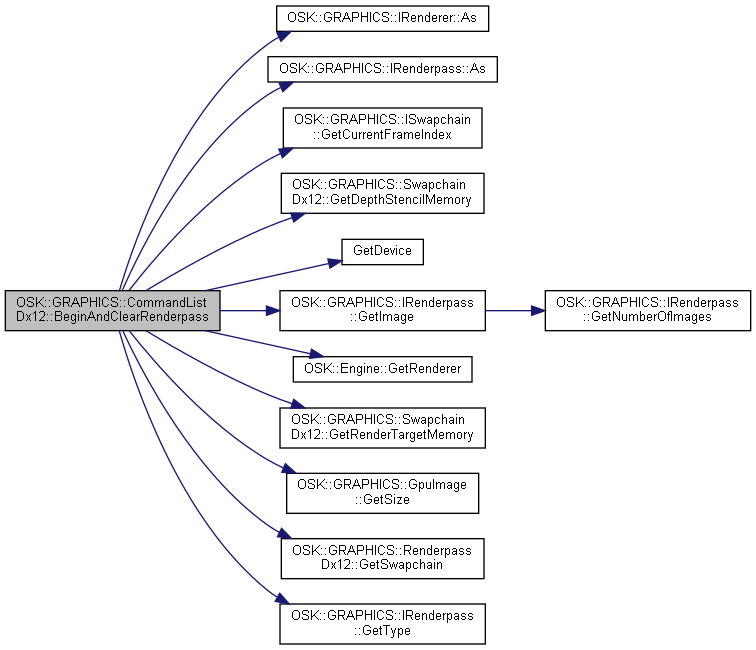 OSK::GRAPHICS::IRenderer::As
OSK::GRAPHICS::IRenderpass::As
OSK::GRAPHICS::ISwapchain
::GetCurrentFrameIndex
OSK::GRAPHICS::Swapchain
Dx12::GetDepthStencilMemory
GetDevice
OSK::GRAPHICS::CommandList
Dx12::BeginAndClearRenderpass
OSK::GRAPHICS::IRenderpass
::GetImage
OSK::GRAPHICS::IRenderpass
::GetNumberOfImages
OSK::Engine::GetRenderer
OSK::GRAPHICS::Swapchain
Dx12::GetRenderTargetMemory
OSK::GRAPHICS::GpuImage
::GetSize
OSK::GRAPHICS::Renderpass
Dx12::GetSwapchain
OSK::GRAPHICS::IRenderpass
::GetType